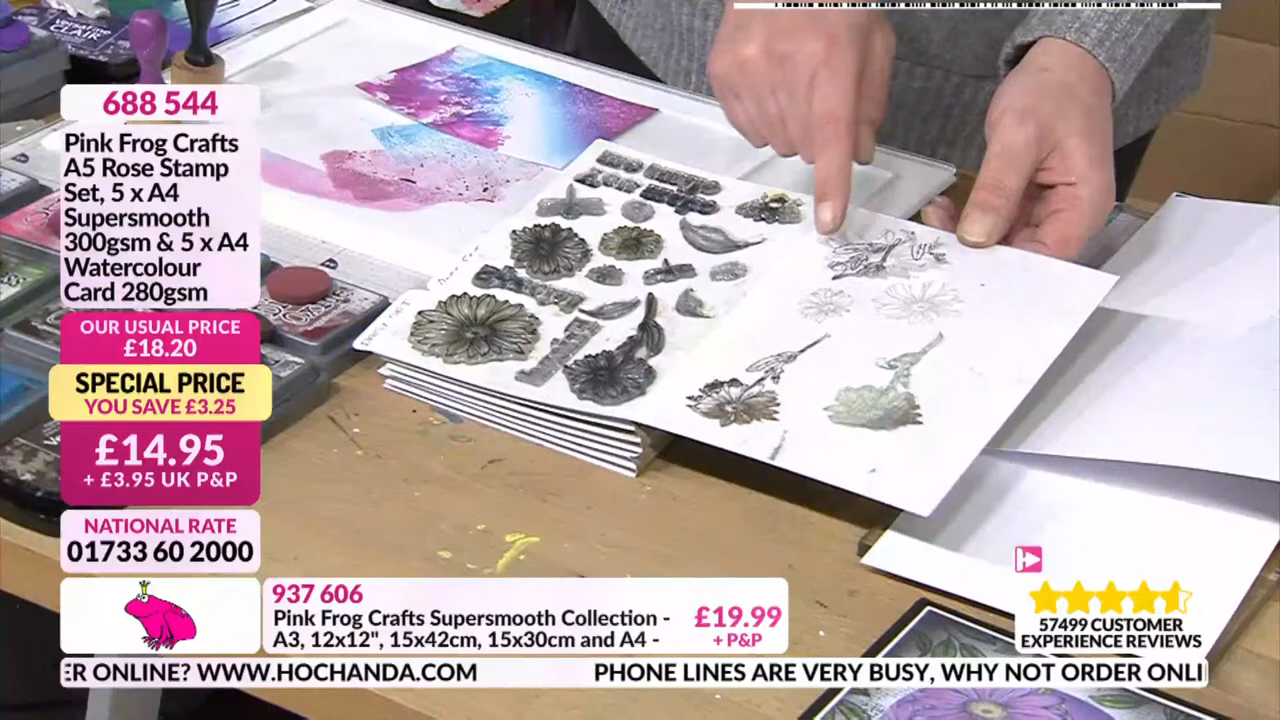 VERSAFINE
CLAIR
688 544
Pink Frog Crafts
A5 Rose Stamp
Set, 5 x A4
Supersmooth
300gsm & 5 x A4
Watercolour
Card 280gsm
OUR USUAL PRICE
£18.20
SPECIAL PRICE
YOU SAVE £3.25
£14.95
+ £3.95 UK P&P
NATIONAL RATE
01733 60 2000
937 606
Pink Frog Crafts Supersmooth Collection -
A3, 12x12", 15x42cm, 15x30cm and A4 -
£19.99
+ P&P
57499 CUSTOMER
EXPERIENCE REVIEWS
ER ONLINE? WWW.HOCHANDA.COM PHONE LINES ARE VERY BUSY, WHY NOT ORDER ONLI